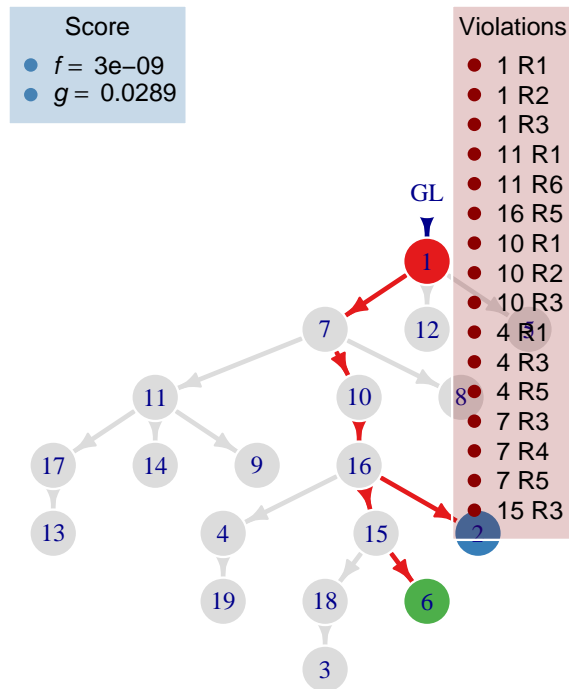 Score
f = 3e−09
g = 0.0289
Violations
1 R1
1 R2
1 R3
11 R1
11 R6
16 R5
10 R1
10 R2
10 R3
4 R1
4 R3
4 R5
7 R3
7 R4
7 R5
15 R3
GL
1
7
12
5
11
10
8
17
14
9
16
13
4
15
2
19
18
6
3